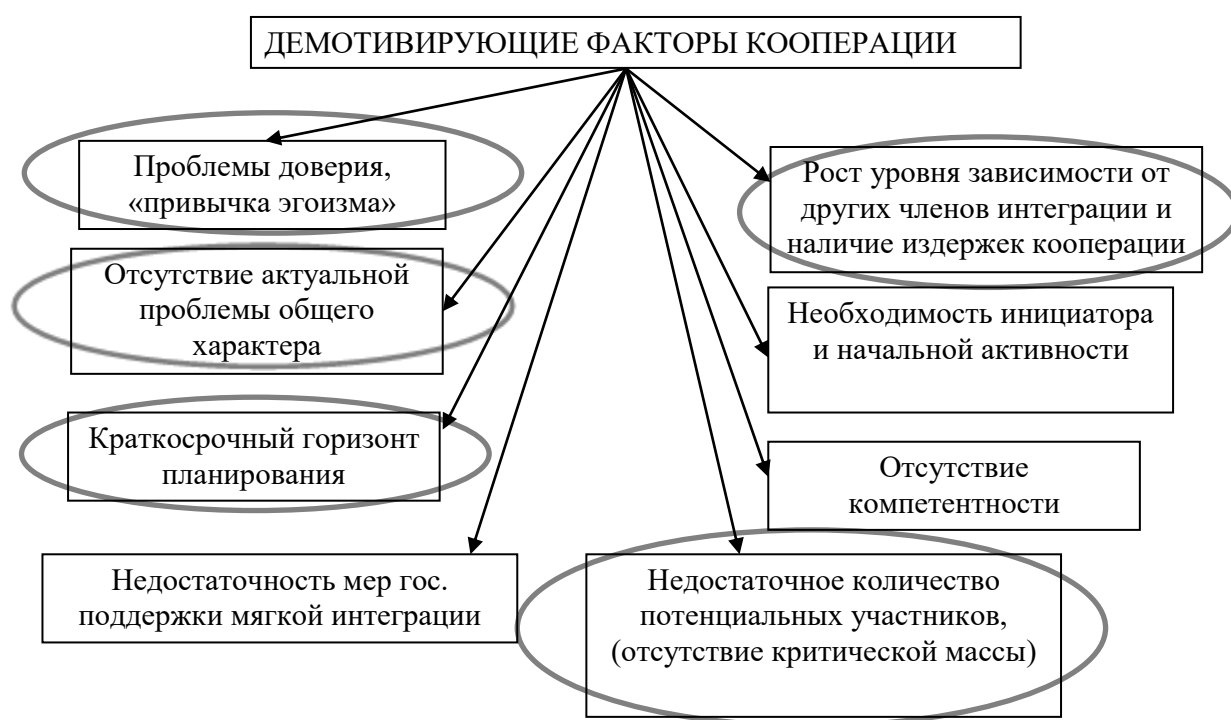 ДЕМОТИВИРУЮЩИЕ ФАКТОРЫ КООПЕРАЦИИ
Проблемы доверия,
«привычка эгоизма»
Отсутствие актуальной
проблемы общего
характера
Краткосрочный горизонт
планирования
Недостаточность мер гос.
поддержки мягкой интеграции
Рост уровня зависимости от
других членов интеграции и
наличие издержек кооперации
Необходимость инициатора
и начальной активности
Отсутствие
компетентности
Недостаточное количество
потенциальных участников,
(отсутствие критической массы)